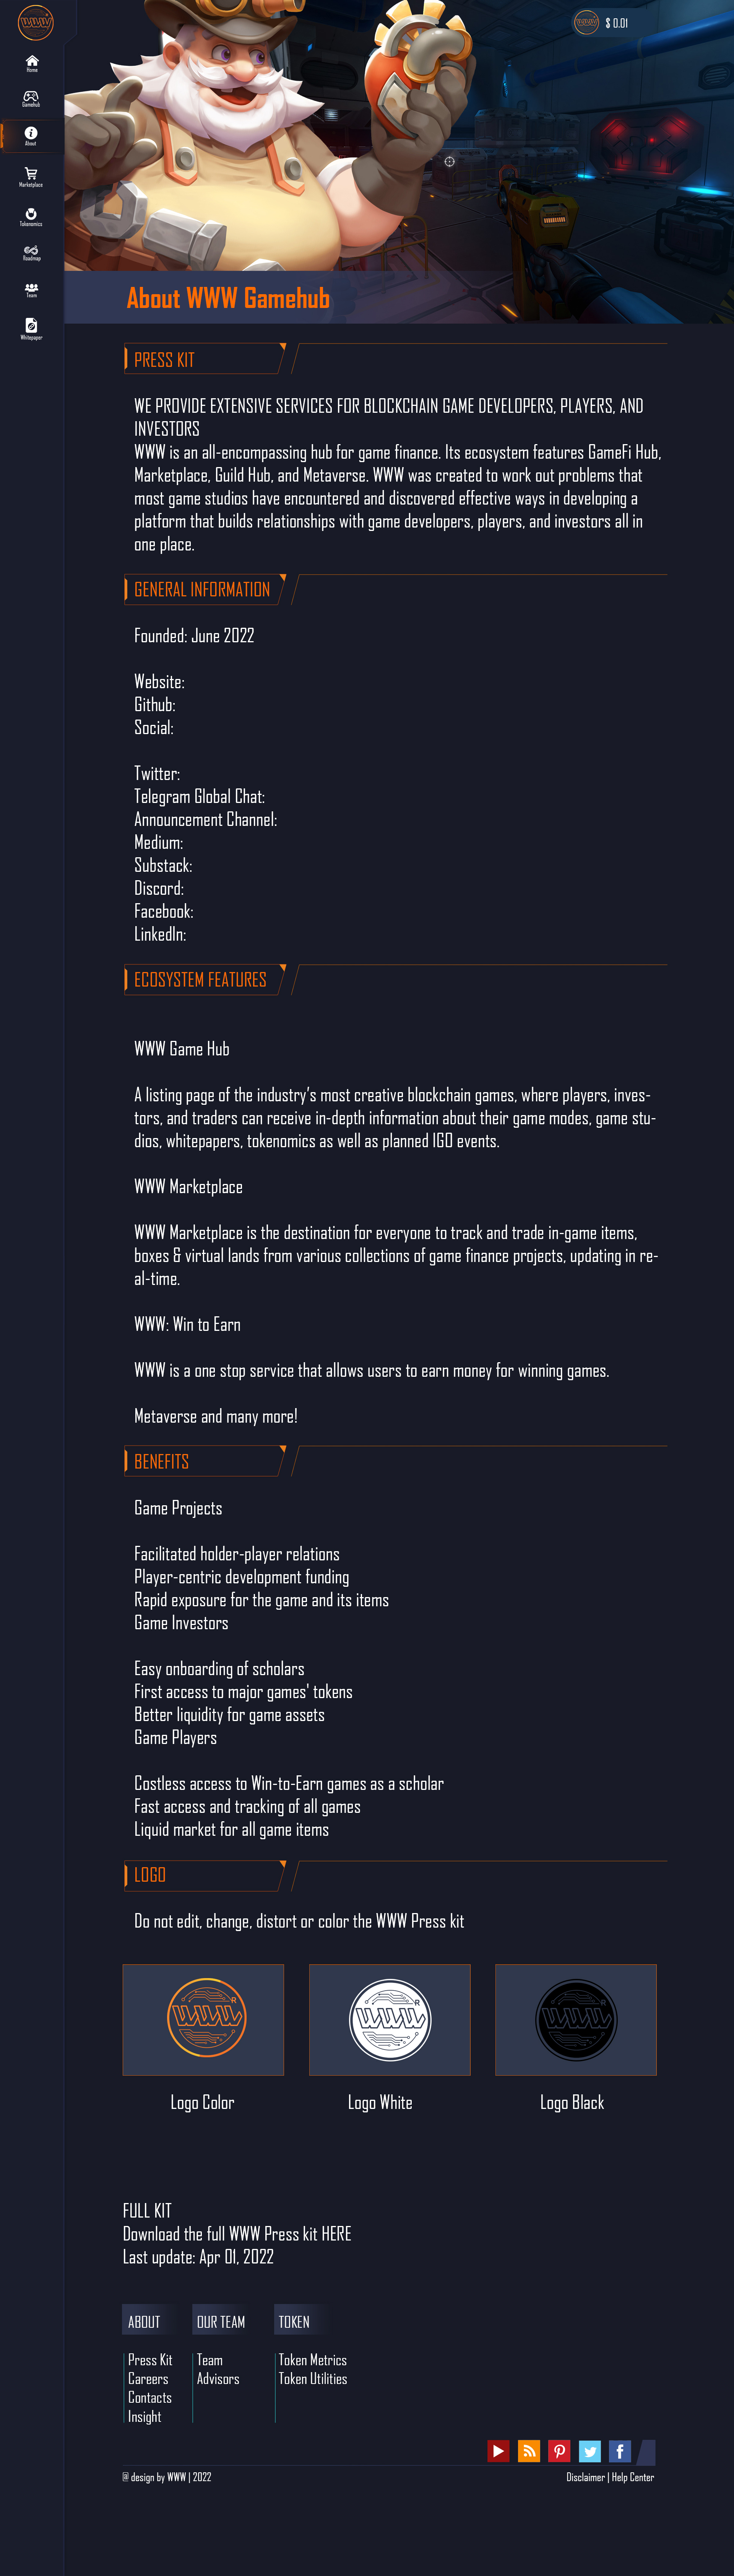 WWW
$ 0.01
Home
Gamehub
About
Marketplace
Tokenomics
Roadmap
Team
Whitepaper
About WWW Gamehub
PRESS KIT
WE PROVIDE EXTENSIVE SERVICES FOR BLOCKCHAIN GAME DEVELOPERS, PLAYERS, AND
INVESTORS
WWW is an all-encompassing hub for game finance. Its ecosystem features GameFi Hub,
Marketplace, Guild Hub, and Metaverse. WWW was created to work out problems that
most game studios have encountered and discovered effective ways in developing a
platform that builds relationships with game developers, players, and investors all in
one place.
GENERAL INFORMATION
Founded: June 2022
Website:
Github:
Social:
Twitter:
Telegram Global Chat:
Announcement Channel:
Medium:
Substack:
Discord:
Facebook:
LinkedIn:
ECOSYSTEM FEATURES
WWW Game Hub
A listing page of the industry's most creative blockchain games, where players, inves-
tors, and traders can receive in-depth information about their game modes, game stu-
dios, whitepapers, tokenomics as well as planned IGO events.
WWW Marketplace
WWW Marketplace is the destination for everyone to track and trade in-game items,
boxes & virtual lands from various collections of game finance projects, updating in re-
al-time.
WWW: Win to Earn
WWW is a one stop service that allows users to earn money for winning games.
Metaverse and many more!
BENEFITS
Game Projects
Facilitated holder-player relations
Player-centric development funding
Rapid exposure for the game and its items
Game Investors
Easy onboarding of scholars
First access to major games' tokens
Better liquidity for game assets
Game Players
Costless access to Win-to-Earn games as a scholar
Fast access and tracking of all games
Liquid market for all game items
LOGO
Do not edit, change, distort or color the WWW Press kit
WWW R
WWW R
WWW R
Logo Color
Logo White
Logo Black
FULL KIT
Download the full WWW Press kit HERE
Last update: Apr 01, 2022
ABOUT
Press Kit
Careers
Contacts
Insight
OUR TEAM
Team
Advisors
TOKEN
Token Metrics
Token Utilities
@ design by WWW | 2022
Disclaimer | Help Center